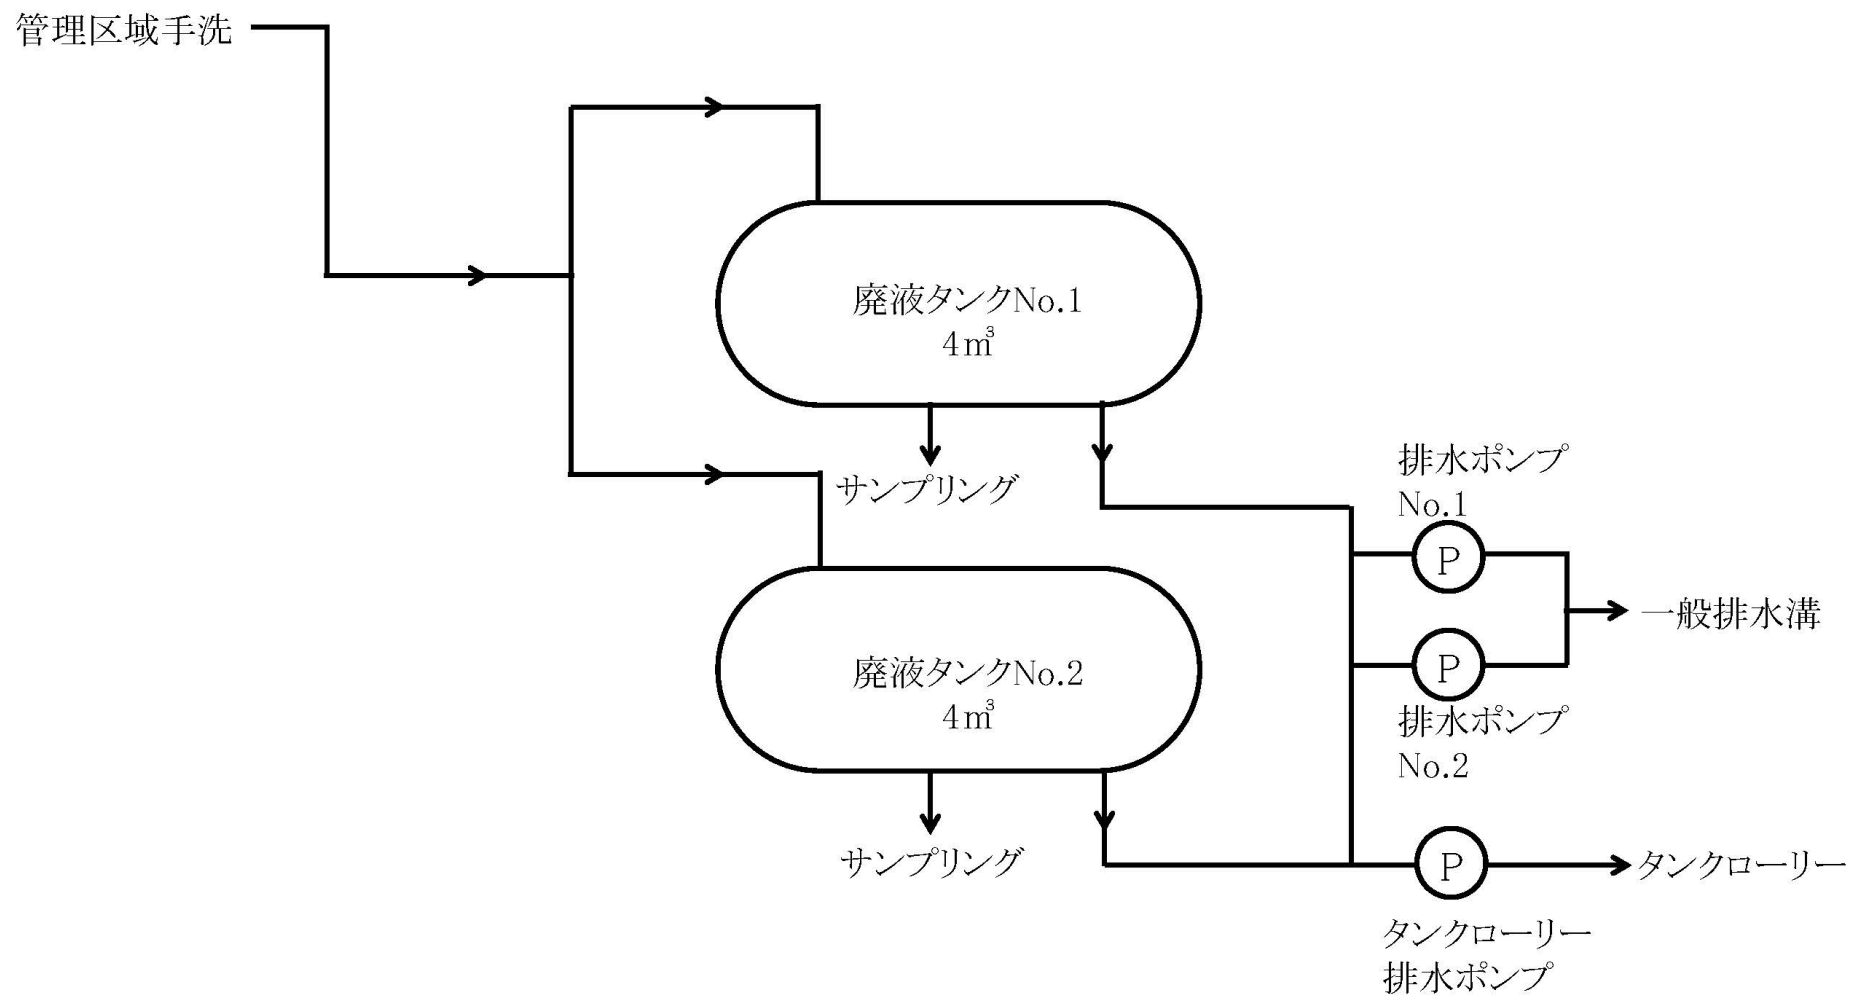 管理区域手洗
廃液タンクNo.1
4㎥
サンプリング
排水ポンプ
No.1
P
一般排水溝
廃液タンクNo.2
4㎥
P
排水ポンプ
No.2
サンプリング
P
タンクローリー
タンクローリー
排水ポンプ